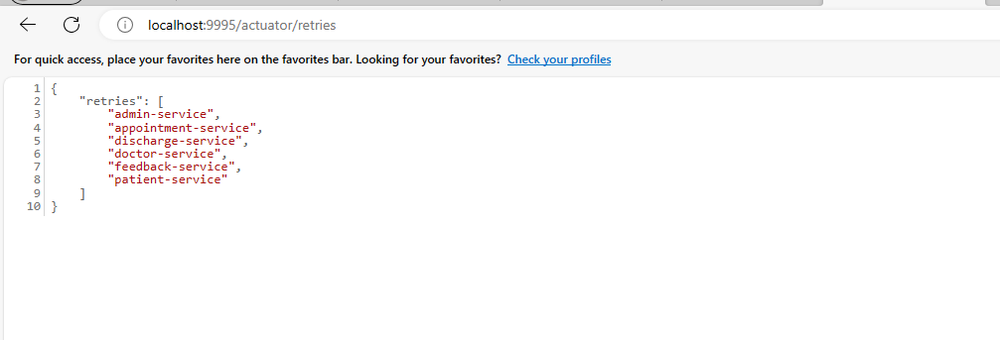 localhost:9995/actuator/retries
For quick access, place your favorites here on the favorites bar. Looking for your favorites? Check your profiles
1 {
2 "retries": [
3 "admin-service",
4 "appointment-service",
5 "discharge-service",
6 "doctor-service",
7 "feedback-service",
8 "patient-service"
9 ]
10 }